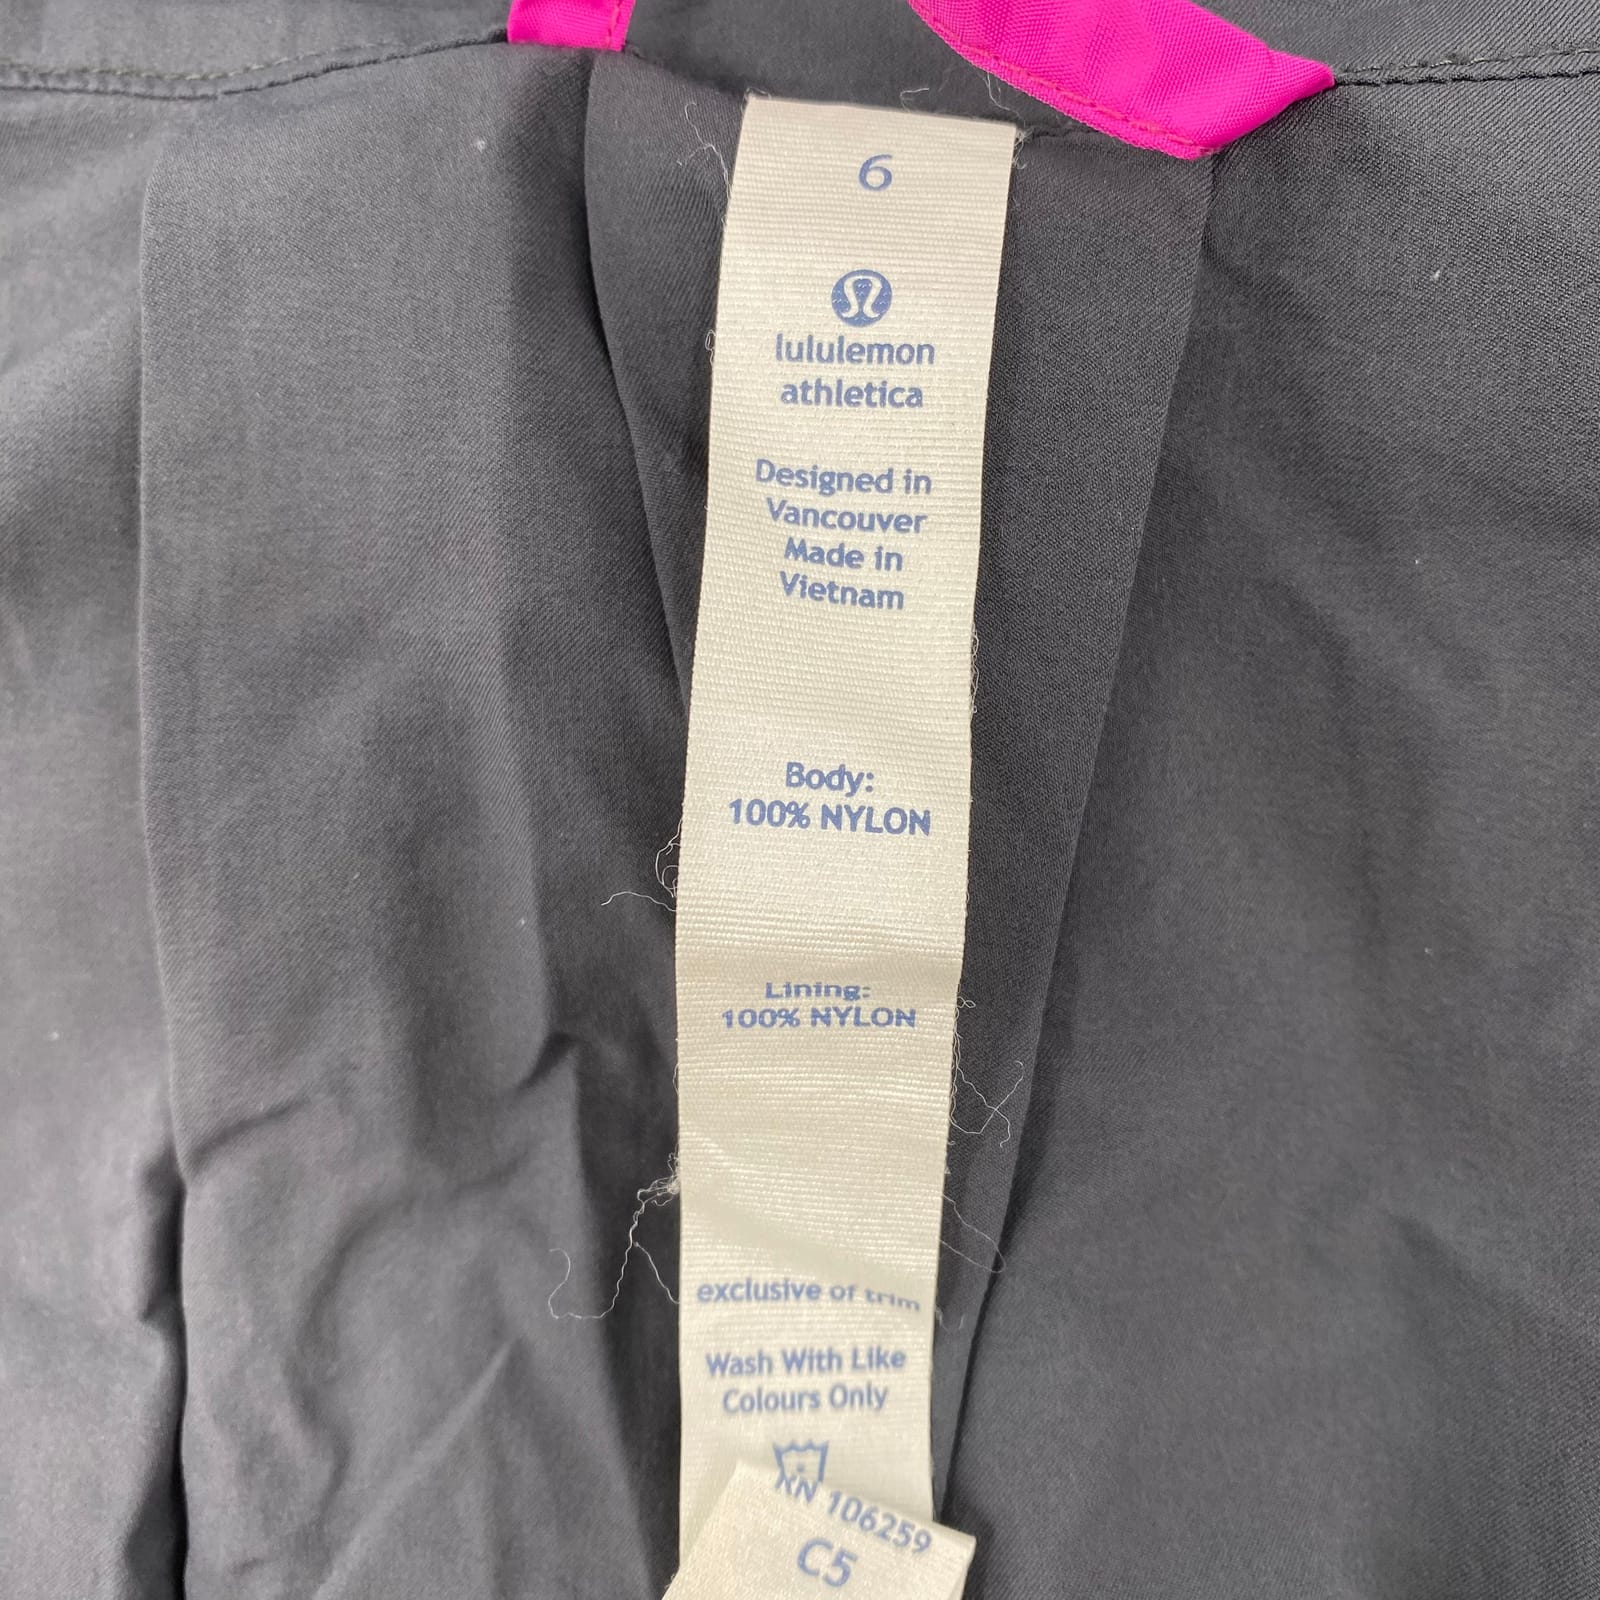 6
lululemon
athletica
Designed in
Vancouver
Made in
Vietnam
Body:
100% NYLON
Lining:
100% NYLON
exclusive of trim
Wash With Like
Colours Only
RN 106259
C5